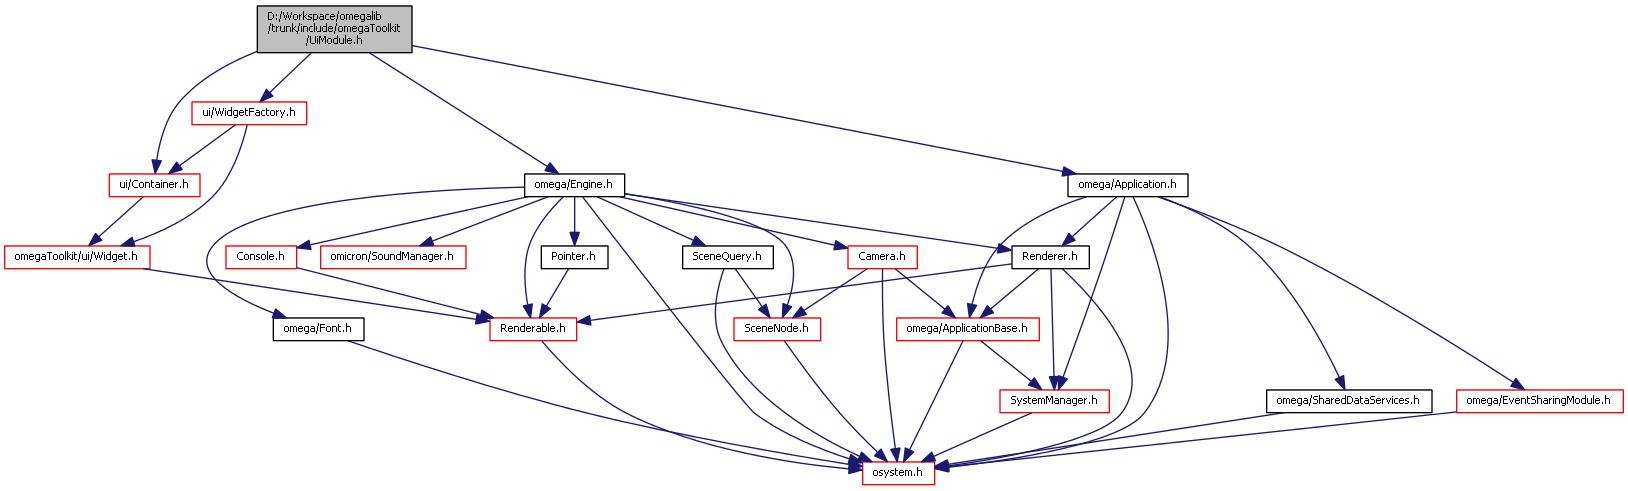 D:/Workspace/omegalib
/trunk/include/omegaToolkit
/UiModule.h
ui/WidgetFactory.h
ui/Container.h
omega/Engine.h
omega/Application.h
omegaToolkit/ui/Widget.h
Console.h
omicron/SoundManager.h
Pointer.h
SceneQuery.h
Camera.h
Renderer.h
omega/Font.h
Renderable.h
SceneNode.h
omega/ApplicationBase.h
SystemManager.h
omega/SharedDataServices.h
omega/EventSharingModule.h
osystem.h